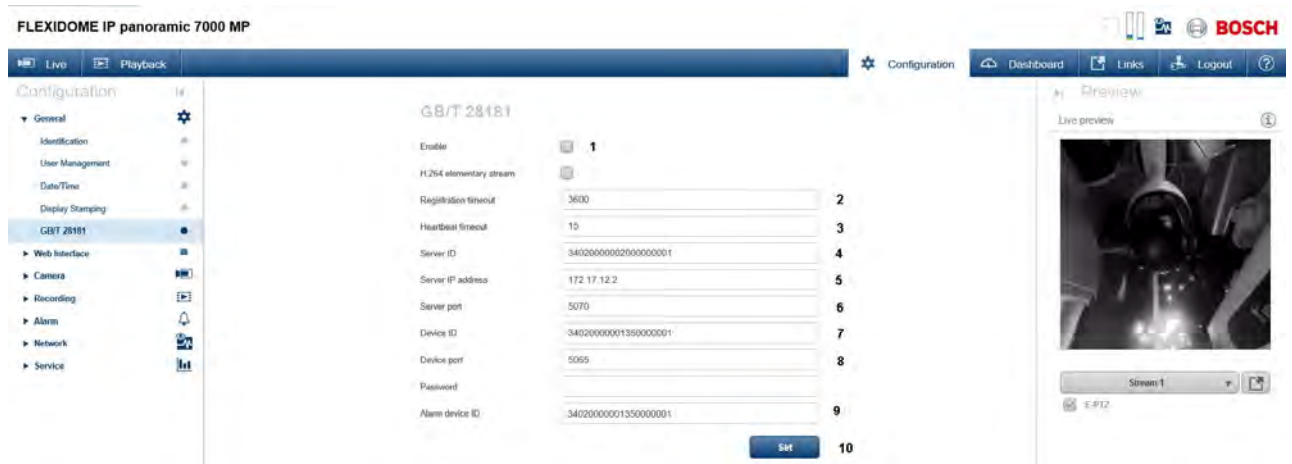 FLEXIDOME IP panoramic 7000 MP
BOSCH
Live Playback Configuration Dashboard Links Logout ?
Configuration
General
Identification
User Management
Date/Time
Display Stamping
GB/T 28181
Web Interface
Camera
Recording
Alarm
Network
Service
GB/T 28181
Enable 1
H.264 elementary stream
Registration timeout 3600 2
Heartbeat timeout 15 3
Server ID 34020000002000000001 4
Server IP address 172.17.12.2 5
Server port 5070 6
Device ID 34020000001350000001 7
Device port 5065 8
Password
Alarm device ID 34020000001350000001 9
Set 10
Preview
Live preview
Stream 1
E-PTZ